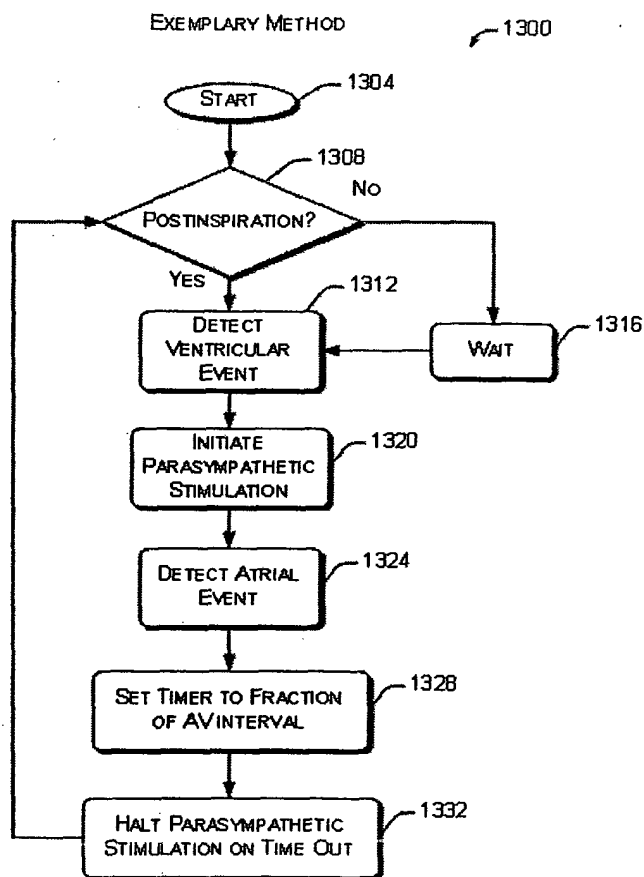 EXEMPLARY METHOD
1300
START
1304
1308
POSTINSPIRATION?
NO
YES
1312
DETECT
VENTRICULAR
EVENT
WAIT
1316
INITIATE
PARASYMPATHETIC
STIMULATION
1320
DETECT ATRIAL
EVENT
1324
SET TIMER TO FRACTION
OF AV INTERVAL
1328
HALT PARASYMPATHETIC
STIMULATION ON TIME OUT
1332